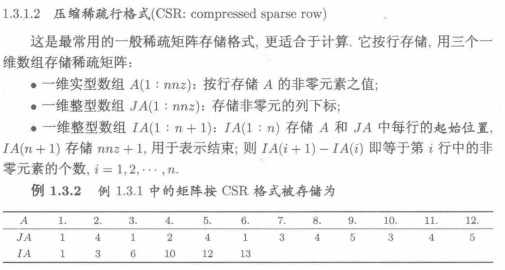 1.3.1.2 压缩稀疏行格式(CSR: compressed sparse row)
这是最常用的一般稀疏矩阵存储格式, 更适合于计算. 它按行存储, 用三个一
维数组存储稀疏矩阵:
• 一维实型数组 A(1 : nnz): 按行存储 A 的非零元素之值;
• 一维整型数组 JA(1 : nnz): 存储非零元的列下标;
• 一维整型数组 IA(1 : n + 1): IA(1 : n) 存储 A 和 JA 中每行的起始位置,
IA(n + 1) 存储 nnz + 1, 用于表示结束; 则 IA(i + 1) − IA(i) 即等于第 i 行中的非
零元素的个数, i = 1, 2, ⋯ , n.
例 1.3.2 例 1.3.1 中的矩阵按 CSR 格式被存储为
A 1. 2. 3. 4. 5. 6. 7. 8. 9. 10. 11. 12.
JA 1 4 1 2 4 1 3 4 5 3 4 5
IA 1 3 6 10 12 13